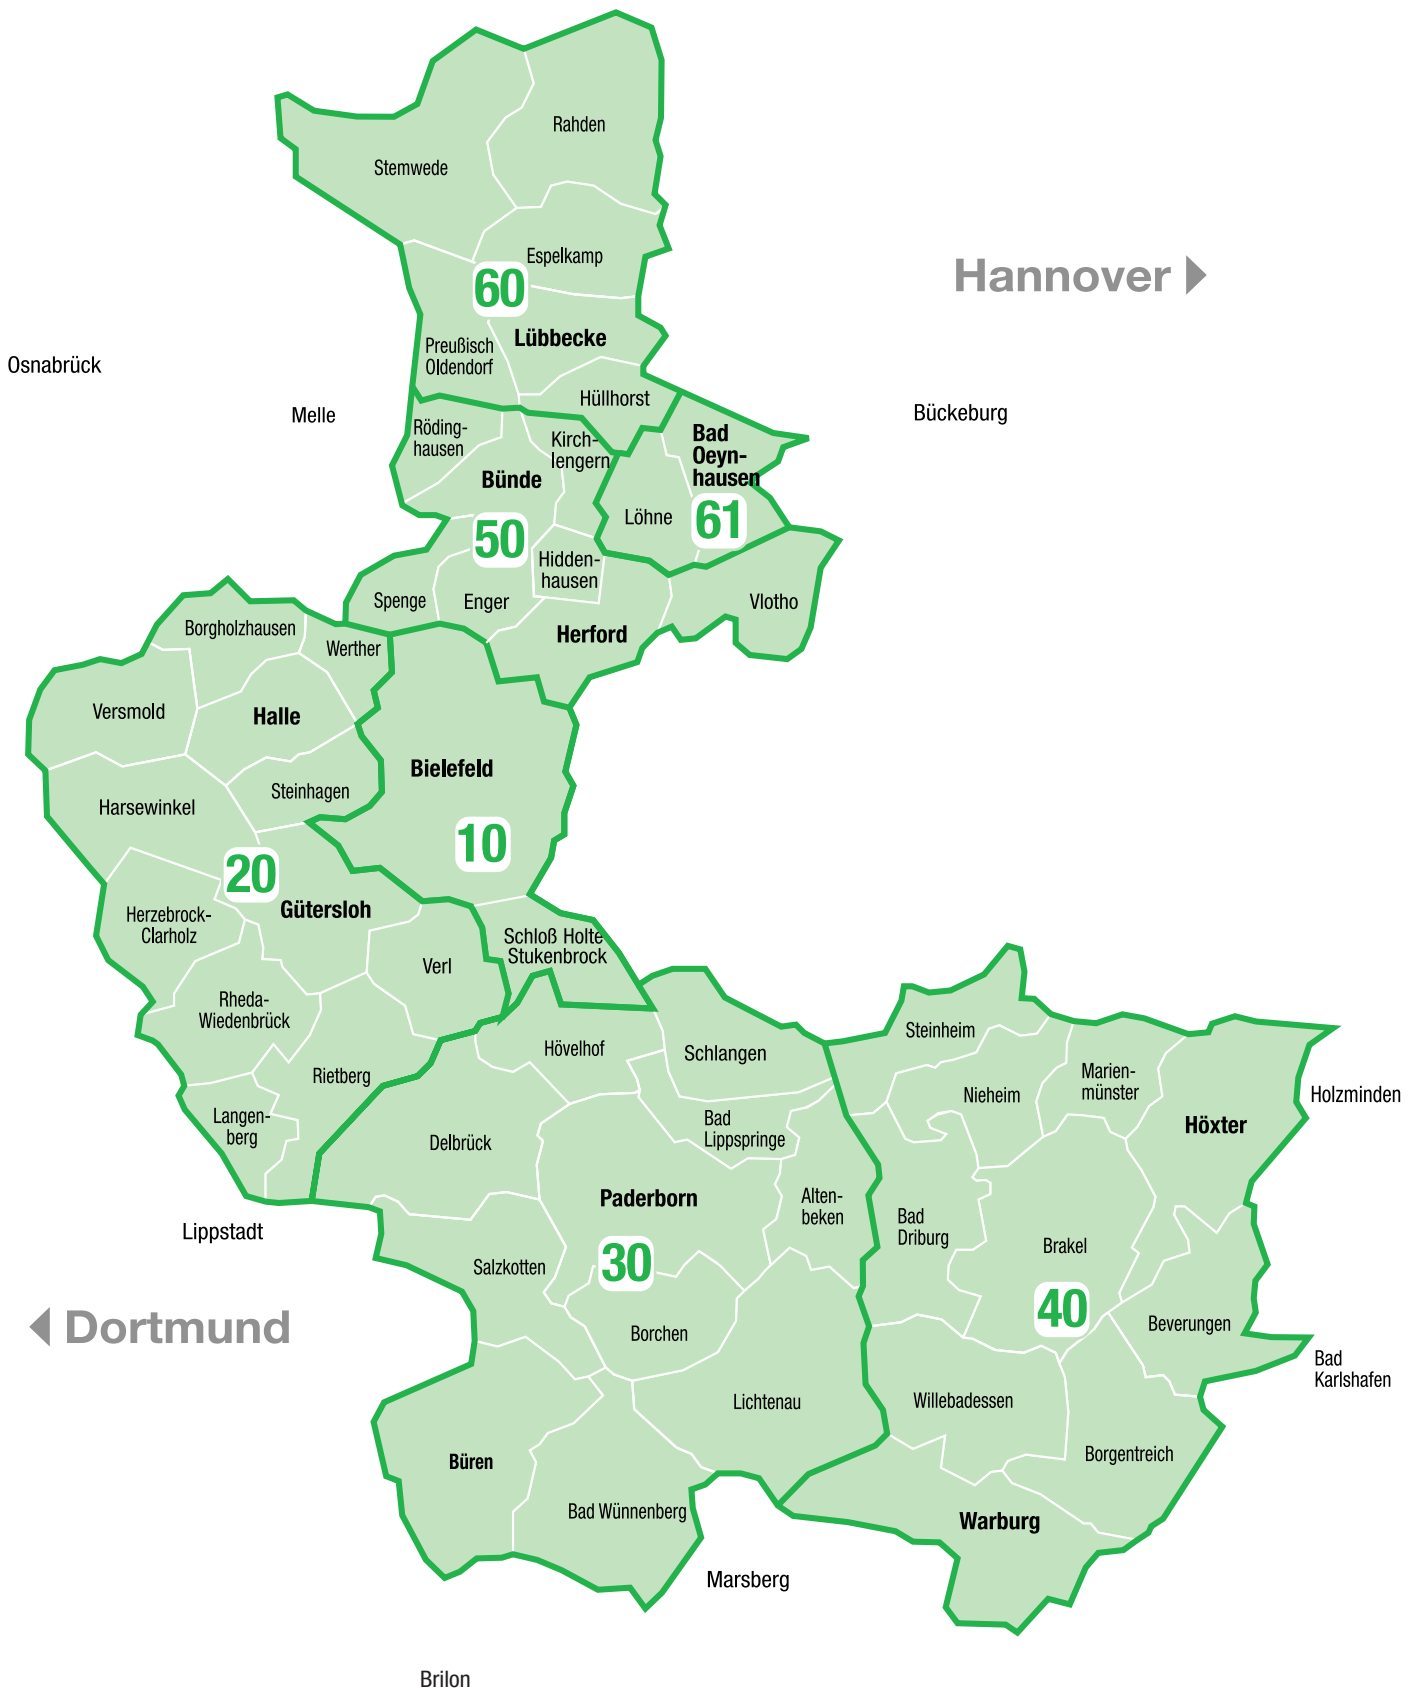 Rahden
Stemwede
Espelkamp
Hannover
60
Lübbecke
Preußisch
Oldendorf
Osnabrück
Hüllhorst
Melle
Bückeburg
Röding-
hausen
Kirch-
lengern
Bad
Oeyn-
hausen
Bünde
Löhne
61
50
Hidden-
hausen
Spenge
Enger
Vlotho
Herford
Borgholzhausen
Werther
Versmold
Halle
Bielefeld
Steinhagen
Harsewinkel
10
20
Gütersloh
Herzebrock-
Clarholz
Schloß Holte
Stukenbrock
Verl
Rheda-
Wiedenbrück
Steinheim
Hövelhof
Schlangen
Rietberg
Nieheim
Marien-
münster
Holzminden
Langen-
berg
Bad
Lippspringe
Höxter
Delbrück
Paderborn
Alten-
beken
Lippstadt
Bad
Driburg
Brakel
Salzkotten
30
40
Dortmund
Borchen
Beverungen
Bad
Karlshafen
Lichtenau
Willebadessen
Büren
Borgentreich
Bad Wünnenberg
Warburg
Marsberg
Brilon